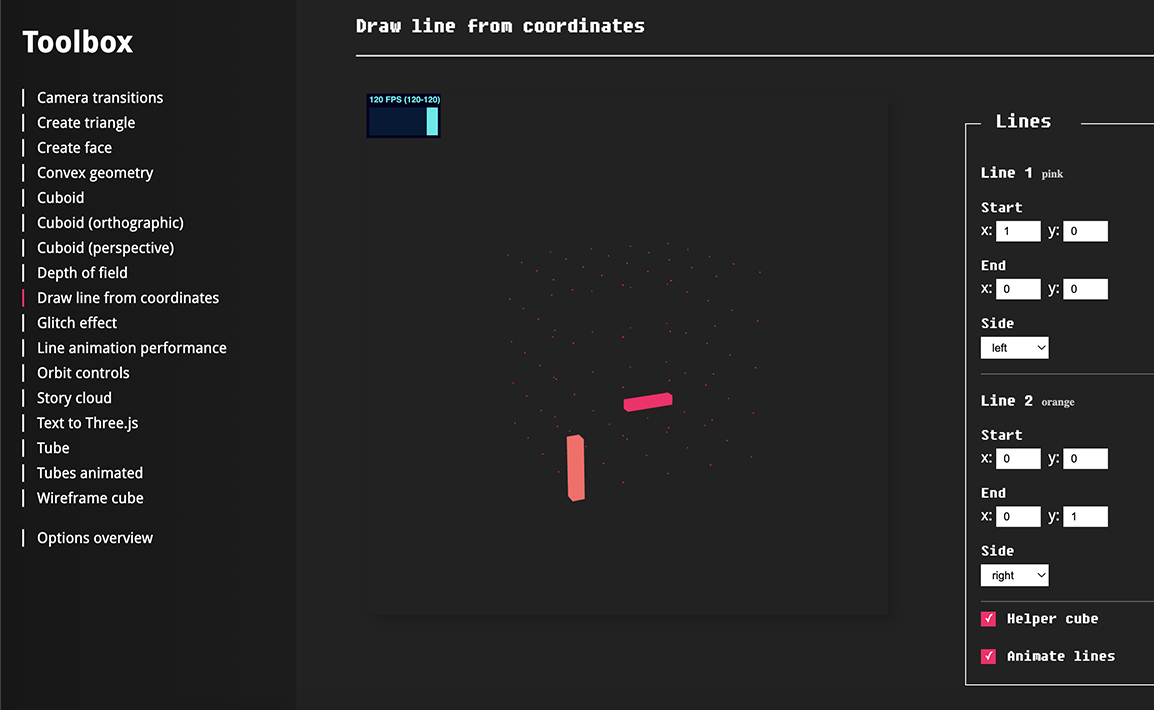 Toolbox
Camera transitions
Create triangle
Create face
Convex geometry
Cuboid
Cuboid (orthographic)
Cuboid (perspective)
Depth of field
Draw line from coordinates
Glitch effect
Line animation performance
Orbit controls
Story cloud
Text to Three.js
Tube
Tubes animated
Wireframe cube
Options overview
Draw line from coordinates
120 FPS (120-120)
Lines
Line 1 pink
Start
x: 1 y: 0
End
x: 0 y: 0
Side
left
Line 2 orange
Start
x: 0 y: 0
End
x: 0 y: 1
Side
right
Helper cube
Animate lines